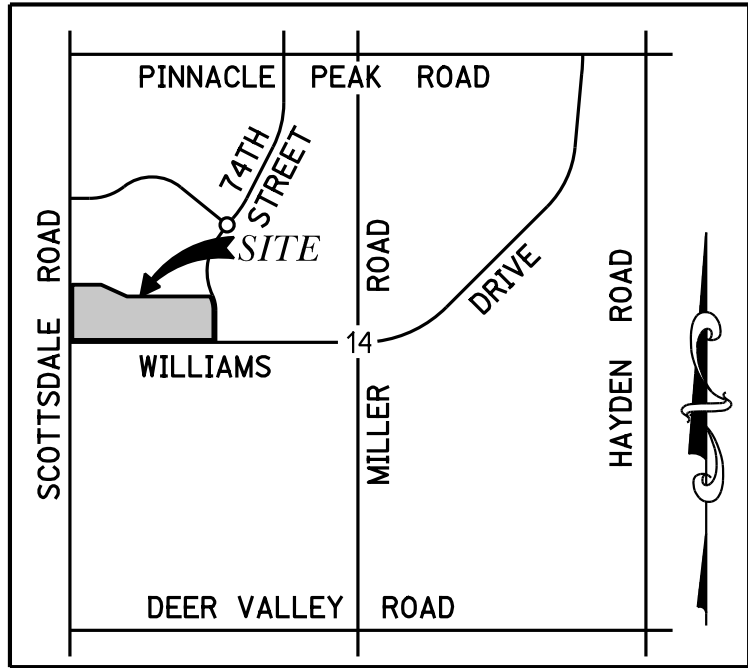 PINNACLE PEAK ROAD
74TH
STREET
SITE
SCOTTSDALE ROAD
ROAD
DRIVE
HAYDEN ROAD
14
WILLIAMS
MILLER
DEER VALLEY ROAD